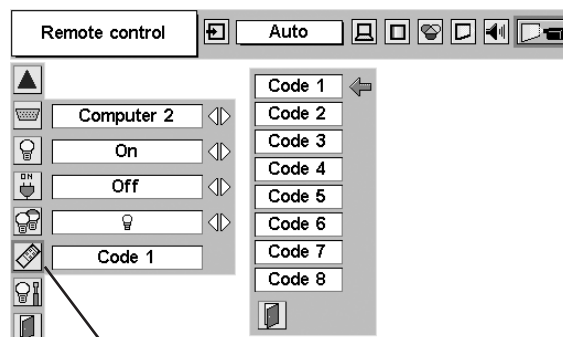 Remote control
Auto
Computer 2
On
ON
Off
Code 1
Code 1
Code 2
Code 3
Code 4
Code 5
Code 6
Code 7
Code 8